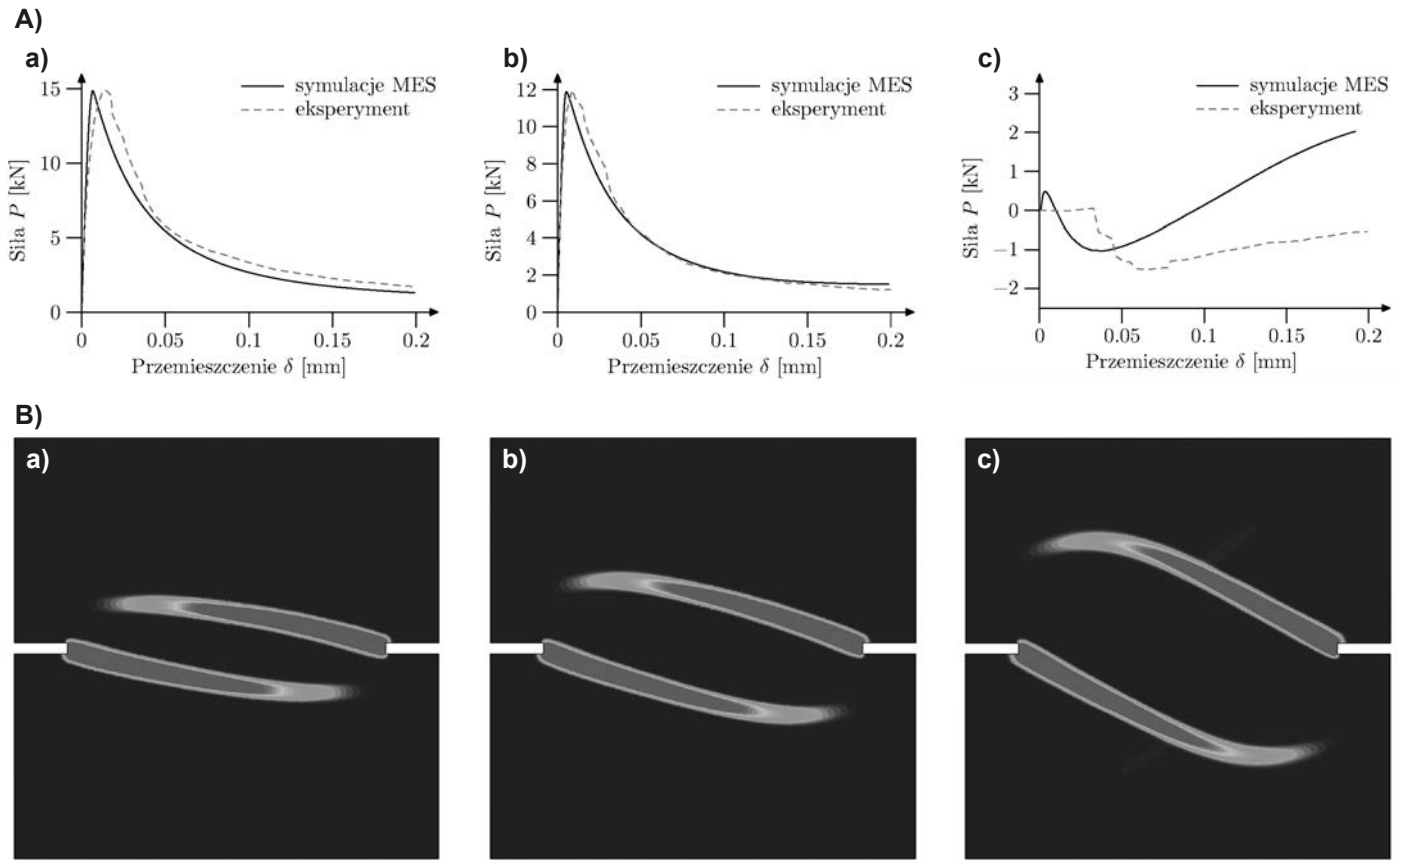 A)
a)
symulacje MES
eksperyment
Siła P [kN]
15
10
5
0
0 0.05 0.1 0.15 0.2
Przemieszczenie δ [mm]
b)
symulacje MES
eksperyment
Siła P [kN]
12
10
8
6
4
2
0
0 0.05 0.1 0.15 0.2
Przemieszczenie δ [mm]
c)
symulacje MES
eksperyment
Siła P [kN]
3
2
1
0
−1
−2
0 0.05 0.1 0.15 0.2
Przemieszczenie δ [mm]
B)
a)
b)
c)